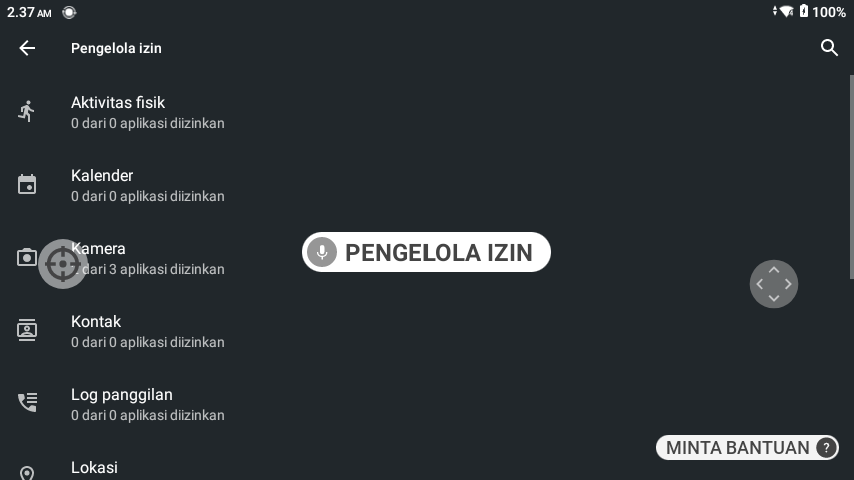 2.37 AM
100%
Pengelola izin
Aktivitas fisik
0 dari 0 aplikasi diizinkan
Kalender
0 dari 0 aplikasi diizinkan
Kamera
dari 3 aplikasi diizinkan
PENGELOLA IZIN
Kontak
0 dari 0 aplikasi diizinkan
Log panggilan
0 dari 0 aplikasi diizinkan
MINTA BANTUAN ?
Lokasi